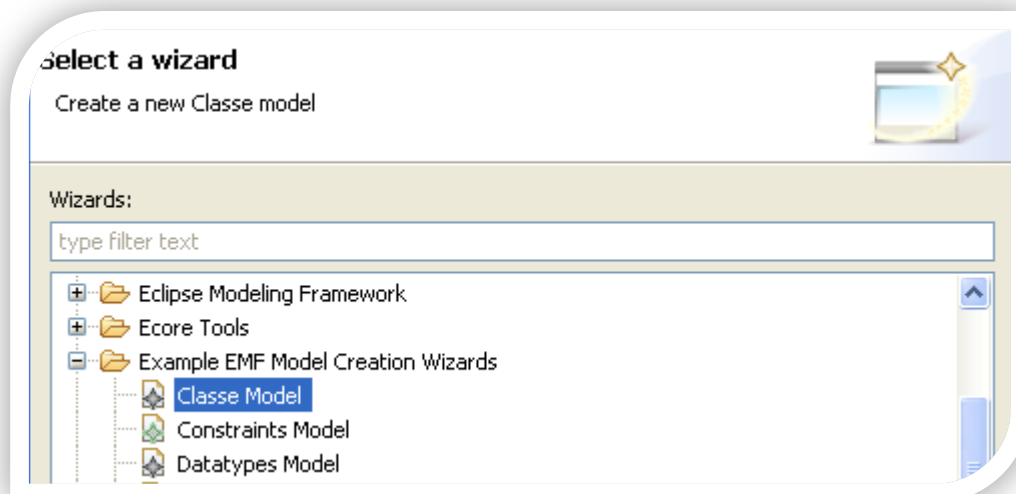 Select a wizard
Create a new Classe model
Wizards:
type filter text
Eclipse Modeling Framework
Ecore Tools
Example EMF Model Creation Wizards
Classe Model
Constraints Model
Datatypes Model